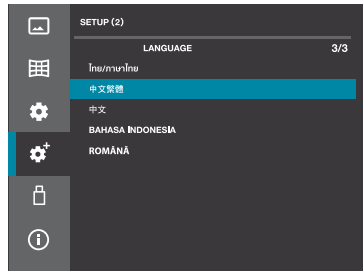 SETUP (2)
LANGUAGE 3/3
ไทย/ภาษาไทย
中文繁體
中文
BAHASA INDONESIA
ROMÂNĂ